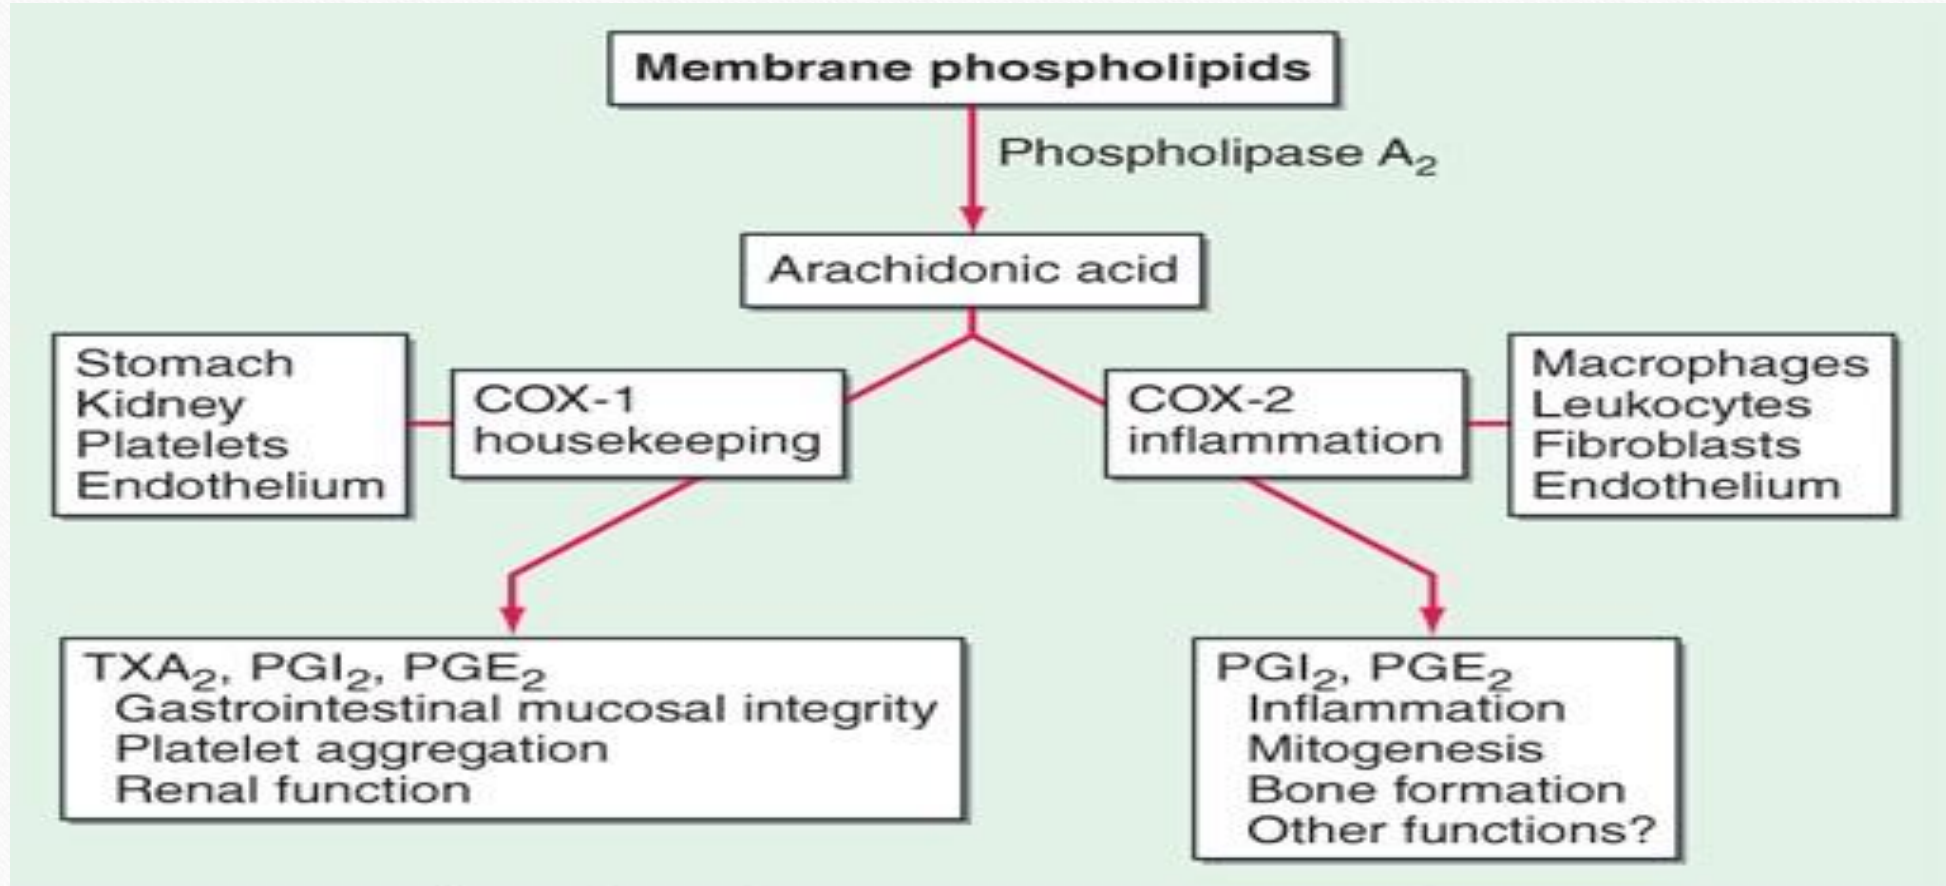 Membrane phospholipids
Phospholipase A₂
Arachidonic acid
Stomach
Kidney
Platelets
Endothelium
COX-1
housekeeping
COX-2
inflammation
Macrophages
Leukocytes
Fibroblasts
Endothelium
TXA₂, PGI₂, PGE₂
Gastrointestinal mucosal integrity
Platelet aggregation
Renal function
PGI₂, PGE₂
Inflammation
Mitogenesis
Bone formation
Other functions?